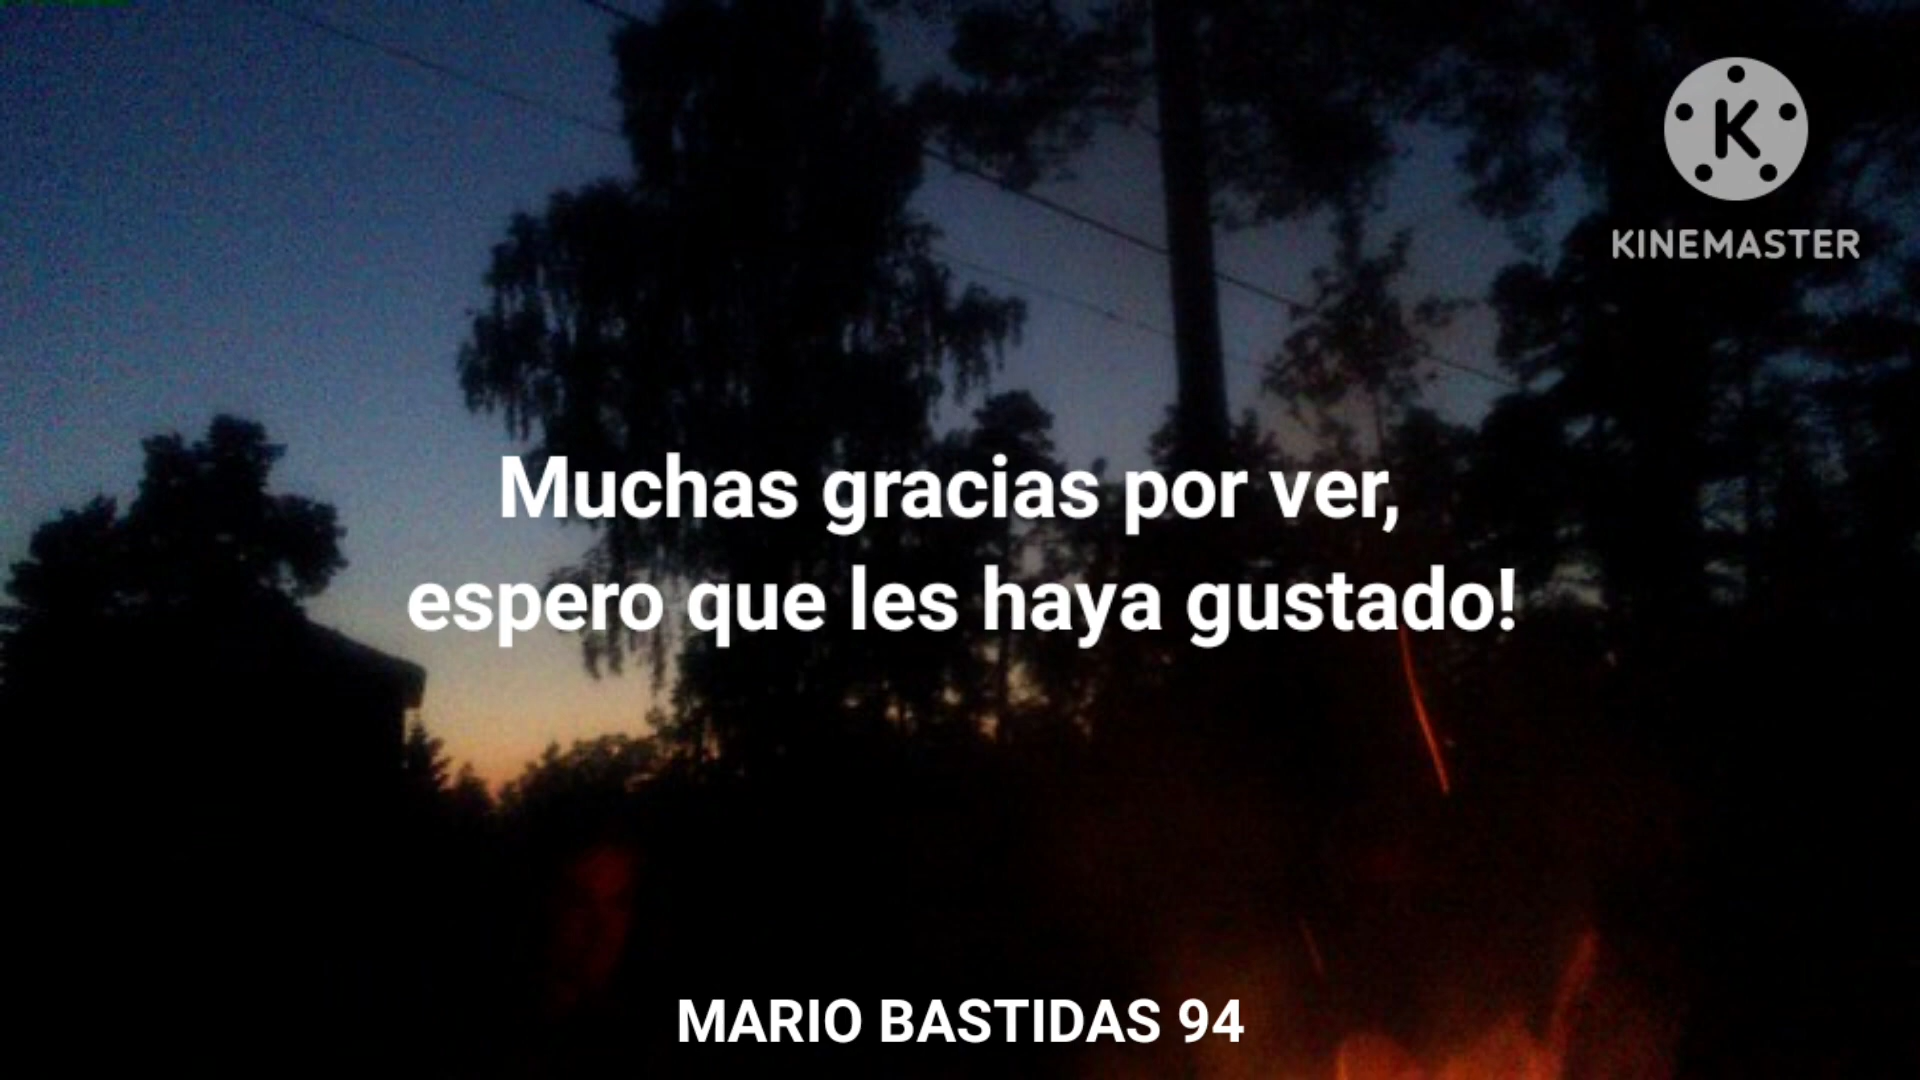 K
KINEMASTER
Muchas gracias por ver,
espero que les haya gustado!
MARIO BASTIDAS 94